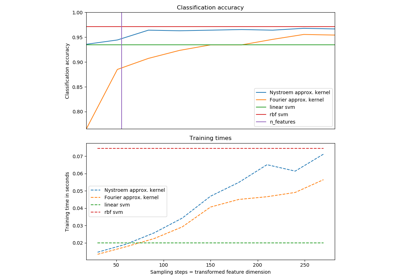 Classification accuracy
1.00
0.95
0.90
0.85
0.80
Classification accuracy
Nystroem approx. kernel
Fourier approx. kernel
linear svm
rbf svm
n_features
Training times
0.07
0.06
0.05
0.04
0.03
0.02
Training time in seconds
Nystroem approx. kernel
Fourier approx. kernel
linear svm
rbf svm
50 100 150 200 250
Sampling steps = transformed feature dimension